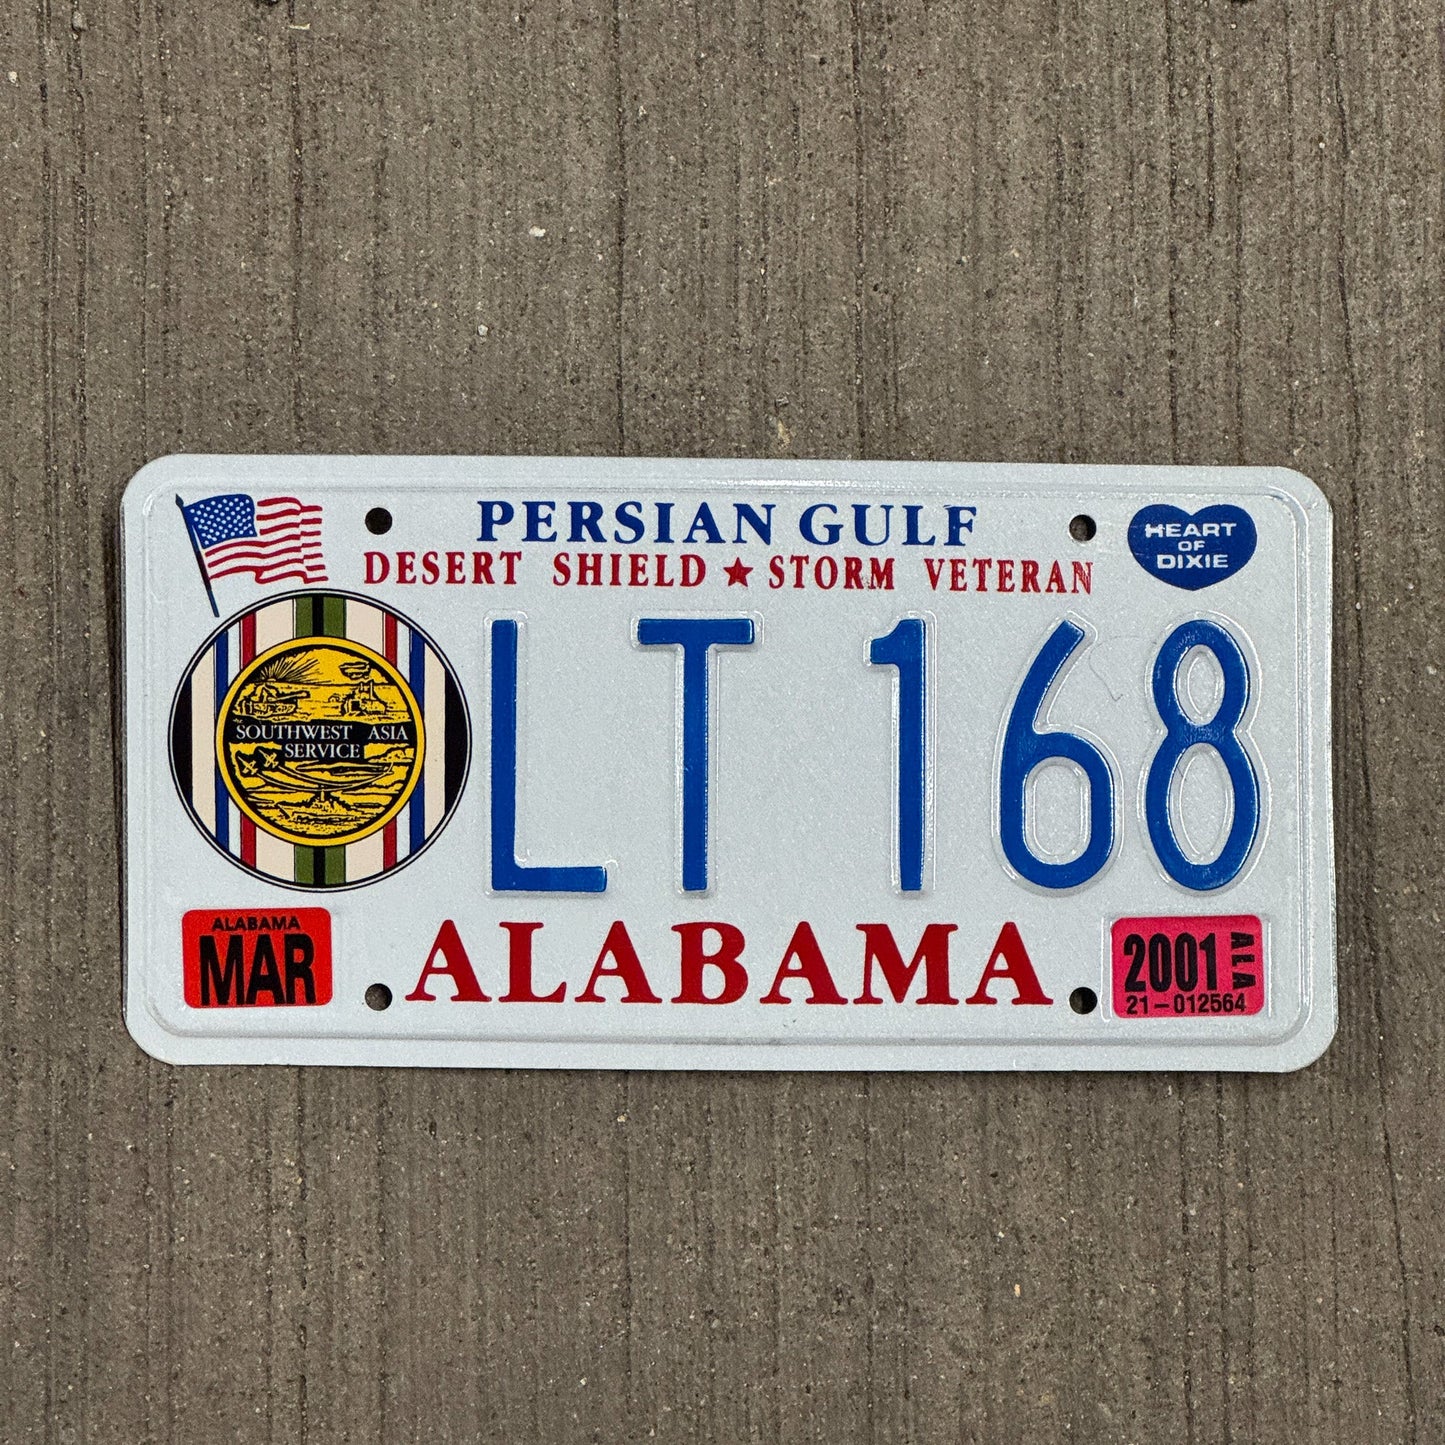 PERSIAN GULF
DESERT SHIELD ★ STORM VETERAN
HEART
OF
DIXIE
SOUTHWEST ASIA
SERVICE
LT 168
ALABAMA
MAR
ALABAMA
2001 ALA
21-012564